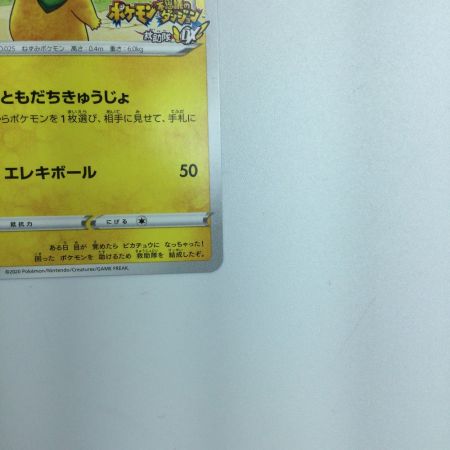 ポケモン不思議のダンジョン
救助隊DX
O.025 ねずみポケモン 高さ:0.4m 重さ:6.0kg
ともだちきゅうじょ
らポケモンを1枚選び、相手に見せて、手札に
エレキボール 50
抵抗力 にげる
ある日 目が 覚めたら ピカチュウに なっちゃった!
困った ポケモンを 助けるため 救助隊を 結成したぞ。
©2020 Pokémon/Nintendo/Creatures/GAME FREAK.